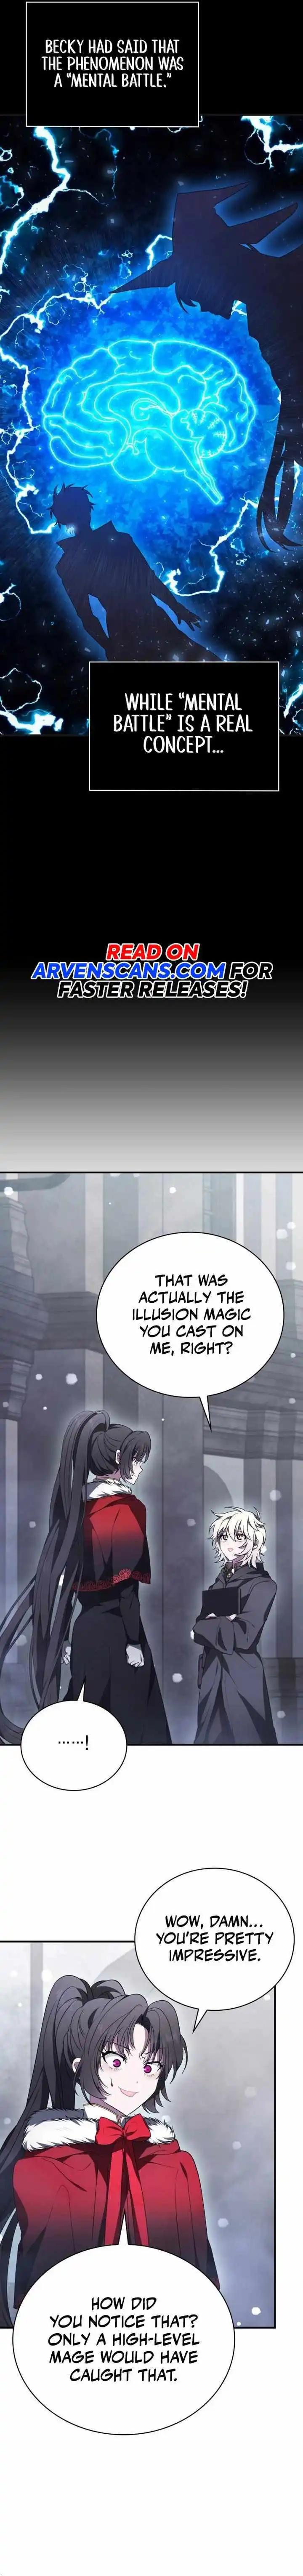 BECKY HAD SAID THAT
THE PHENOMENON WAS
A "MENTAL BATTLE."
WHILE "MENTAL
BATTLE" IS A REAL
CONCEPT...
READ ON
ARVENSCANS.COM FOR
FASTER RELEASES!
THAT WAS
ACTUALLY THE
ILLUSION MAGIC
YOU CAST ON
ME, RIGHT?
......!
WOW, DAMN...
YOU'RE PRETTY
IMPRESSIVE.
HOW DID
YOU NOTICE THAT?
ONLY A HIGH-LEVEL
MAGE WOULD HAVE
CAUGHT THAT.